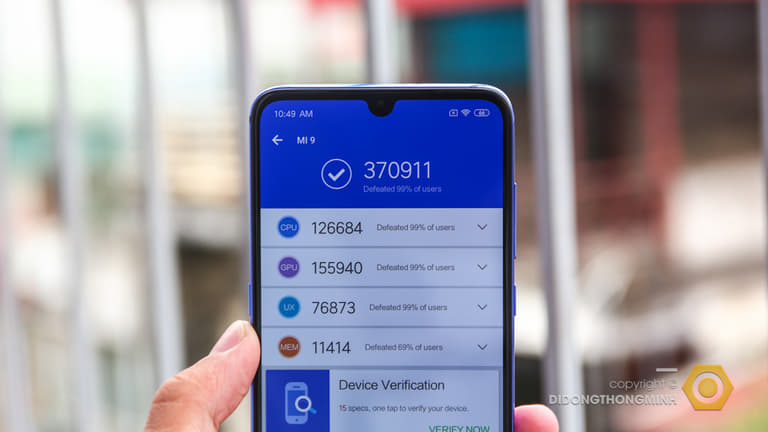 10:49 AM
68
MI 9
370911
Defeated 99% of users
CPU 126684 Defeated 99% of users
GPU 155940 Defeated 99% of users
UX 76873 Defeated 99% of users
MEM 11414 Defeated 69% of users
Device Verification
15 specs, one tap to verify your device.
VERIFY NOW
copyright ©
DIDONGTHONGMINH